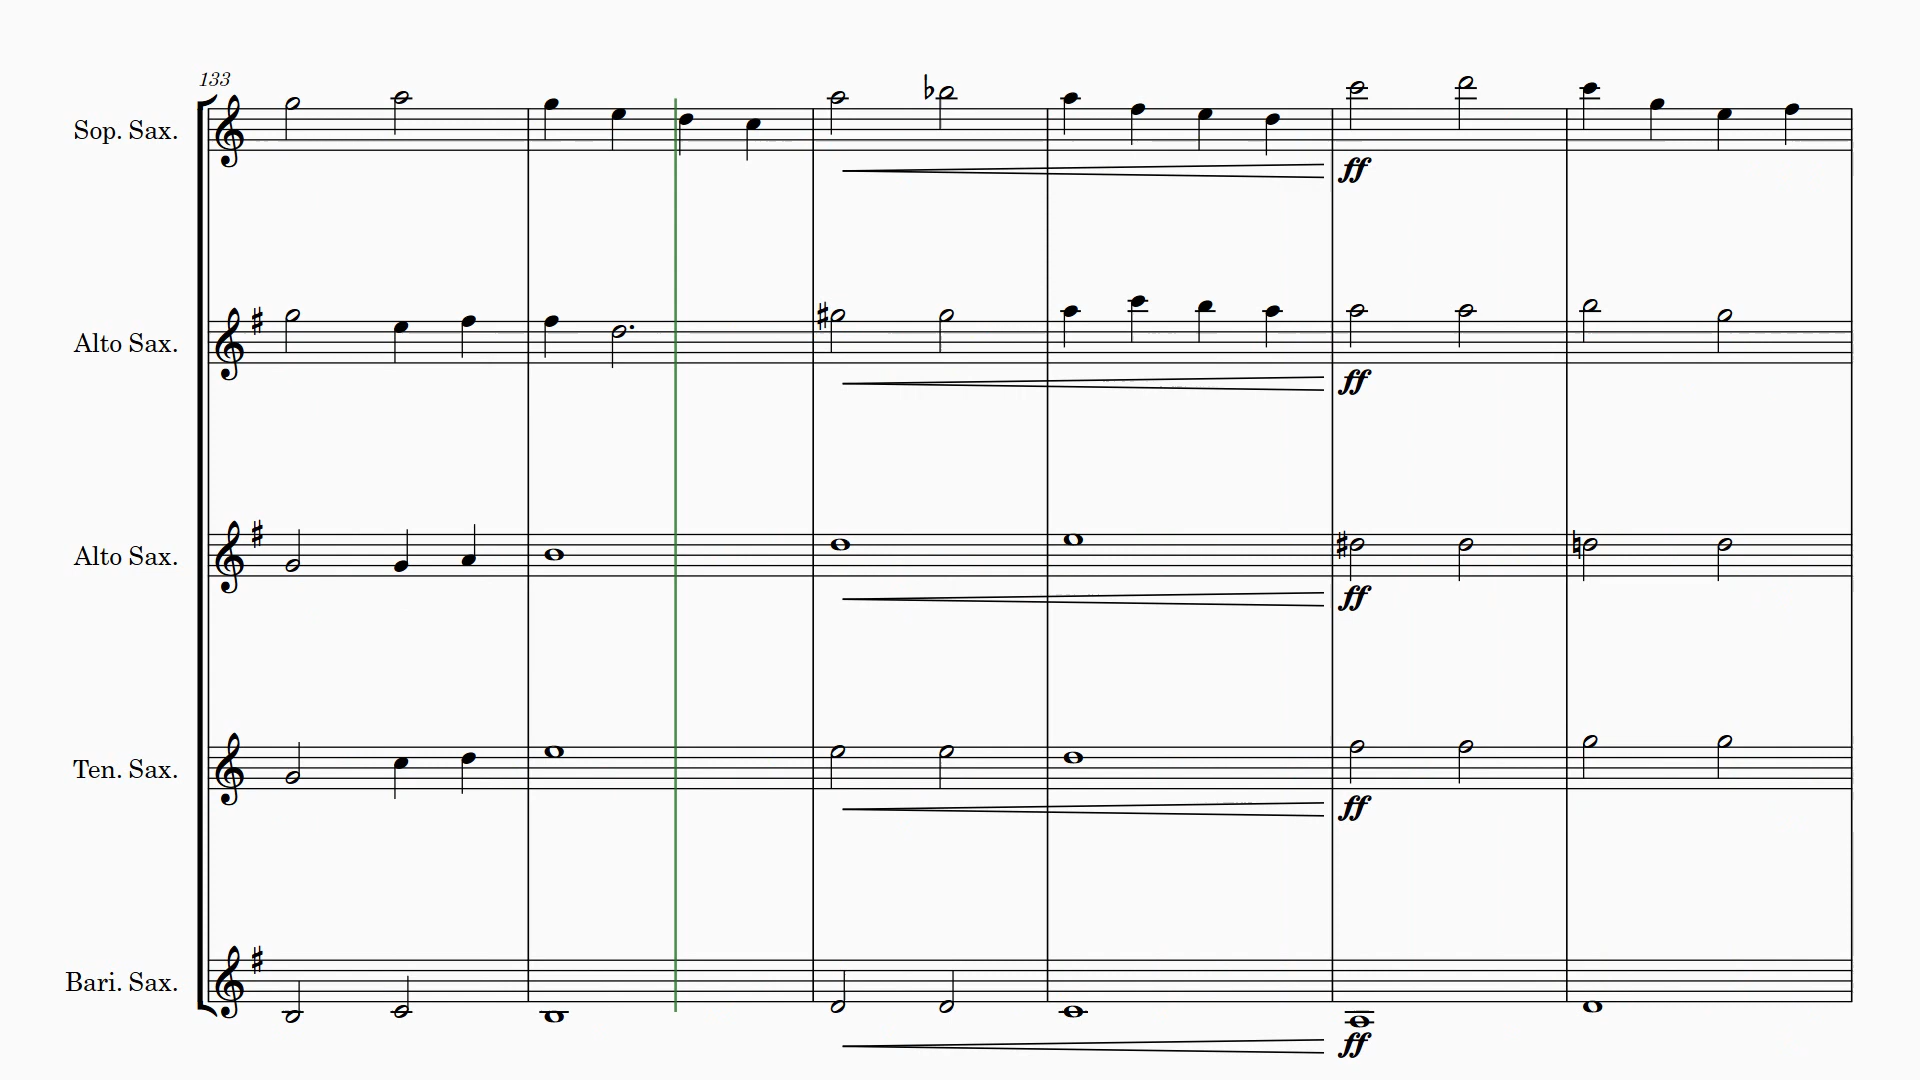 133
Sop. Sax.
ff
Alto Sax.
ff
Alto Sax.
ff
Ten. Sax.
ff
Bari. Sax.
ff